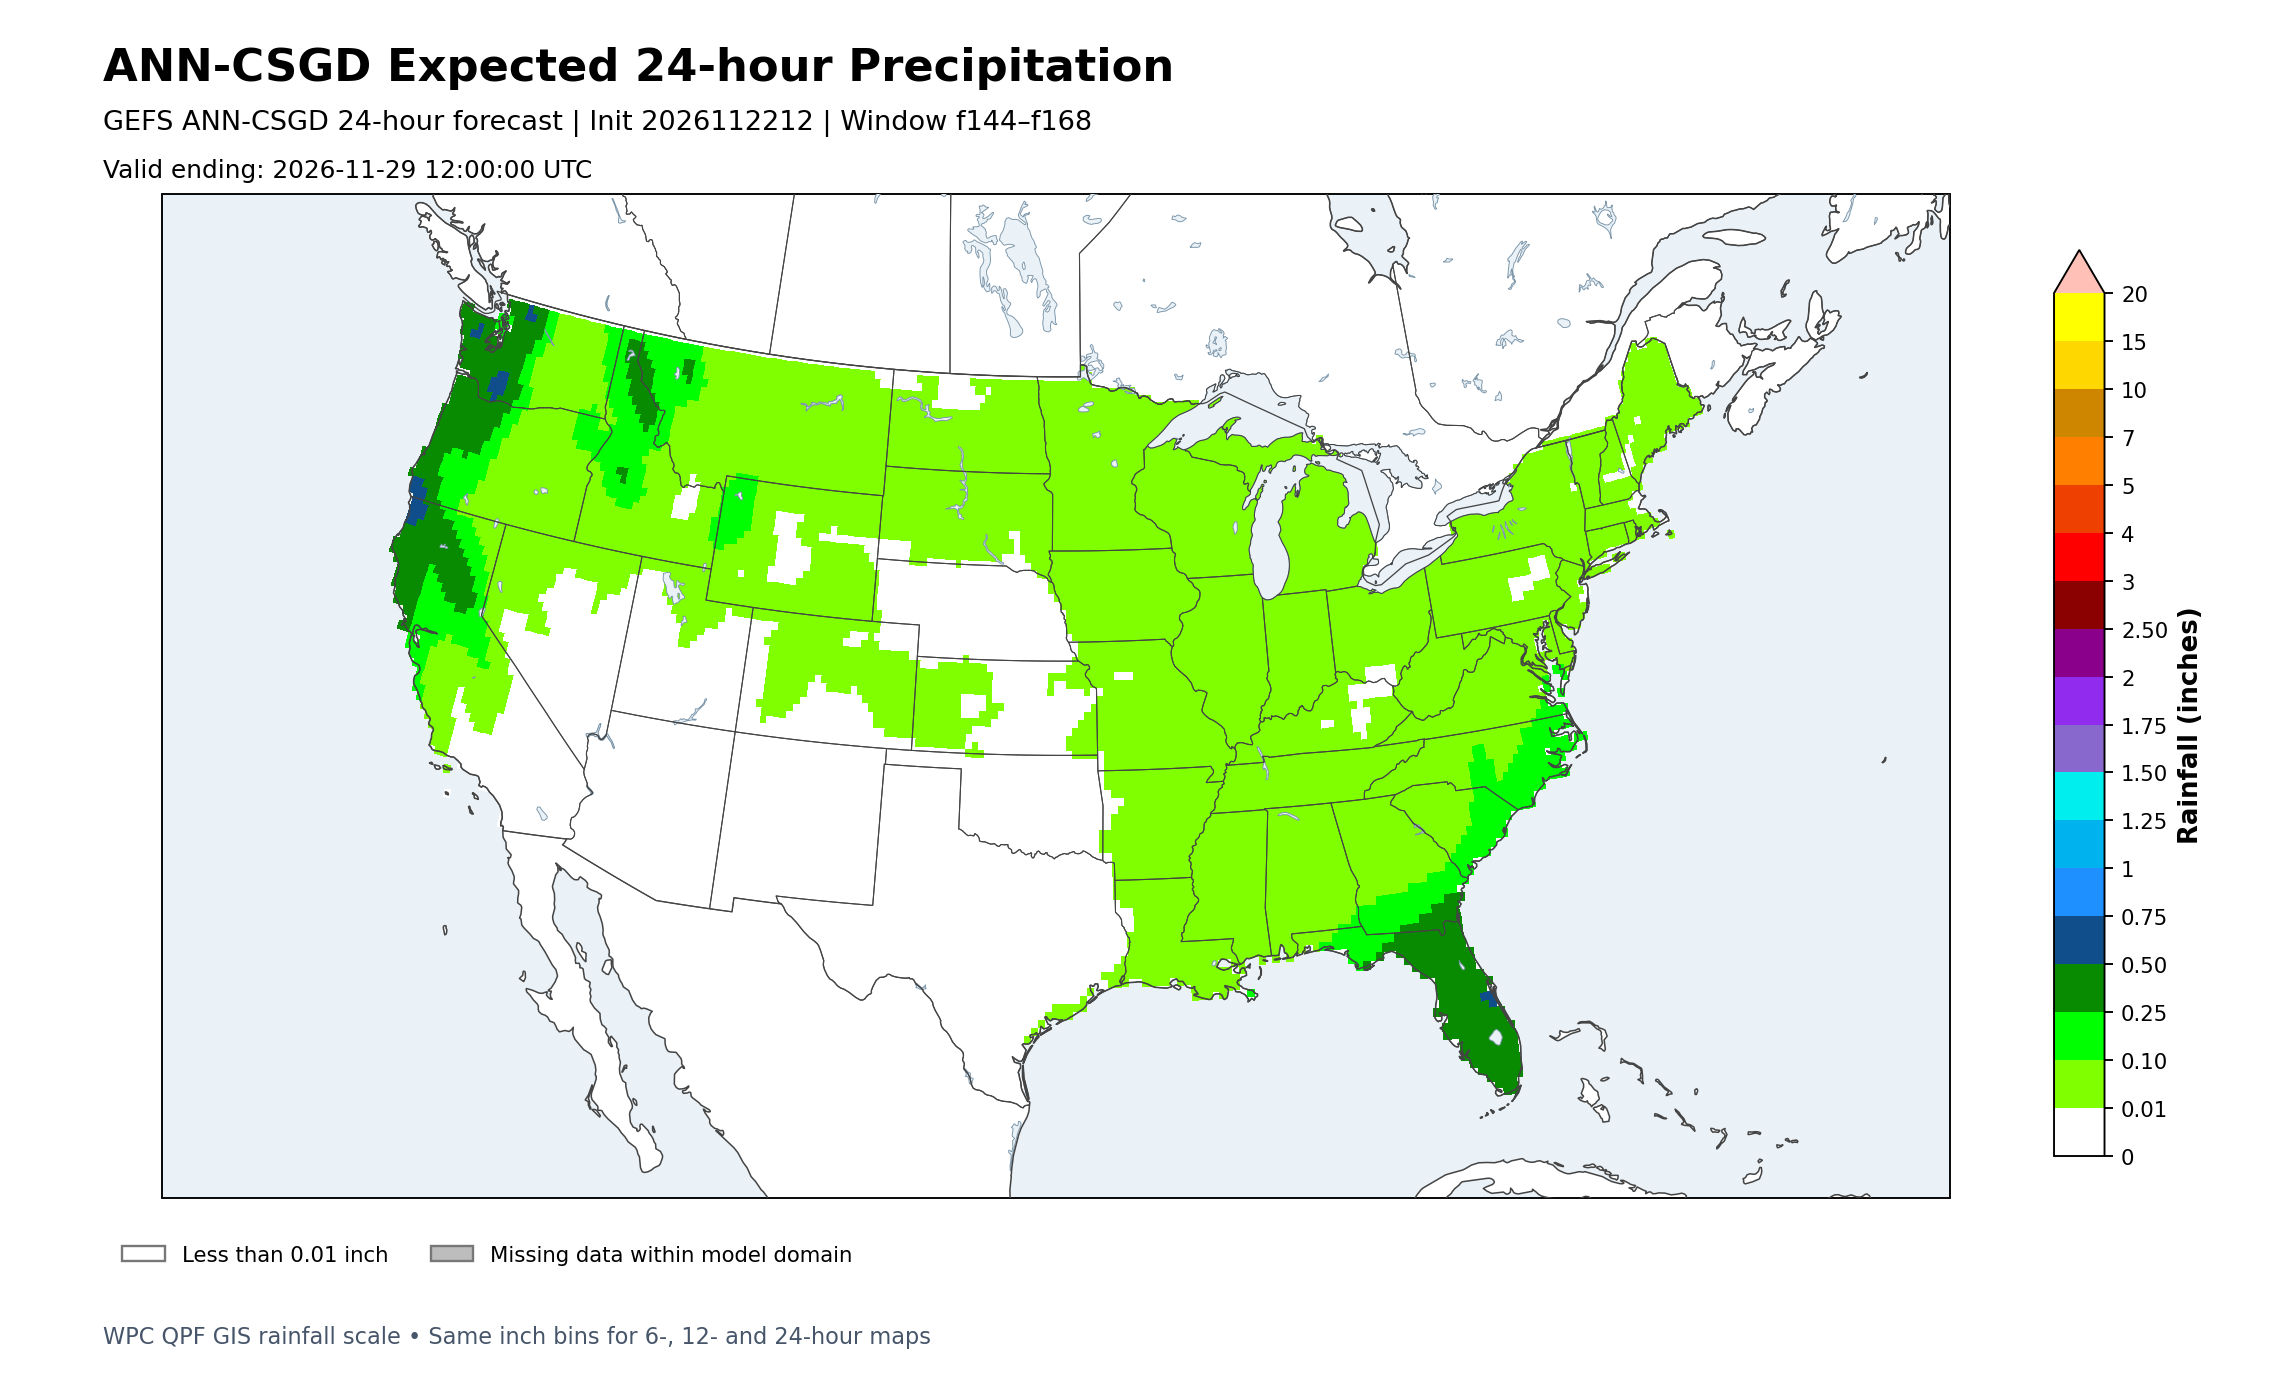 ANN-CSGD Expected 24-hour Precipitation
GEFS ANN-CSGD 24-hour forecast | Init 2026112212 | Window f144–f168
Valid ending: 2026-11-29 12:00:00 UTC
20
15
10
7
5
4
3
2.50
2
1.75
1.50
1.25
1
0.75
0.50
0.25
0.10
0.01
0
Rainfall (inches)
Less than 0.01 inch
Missing data within model domain
WPC QPF GIS rainfall scale • Same inch bins for 6-, 12- and 24-hour maps